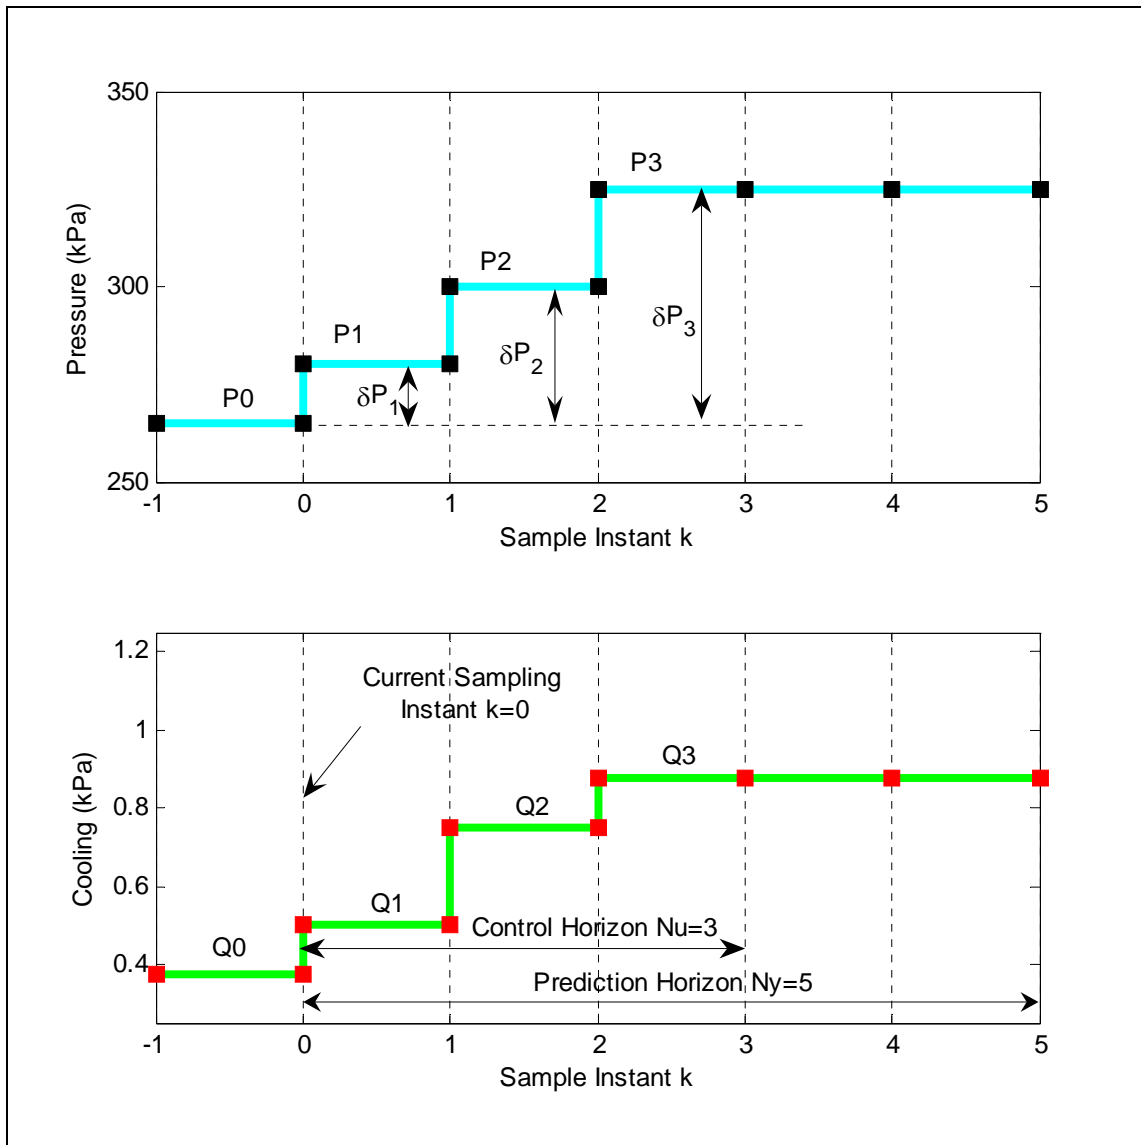 350
300
250
Pressure (kPa)
P0
P1
P2
P3
δP₁
δP₂
δP₃
-1 0 1 2 3 4 5
Sample Instant k
1.2
1
0.8
0.6
0.4
Cooling (kPa)
Current Sampling
Instant k=0
Q0
Q1
Q2
Q3
Control Horizon Nu=3
Prediction Horizon Ny=5
-1 0 1 2 3 4 5
Sample Instant k